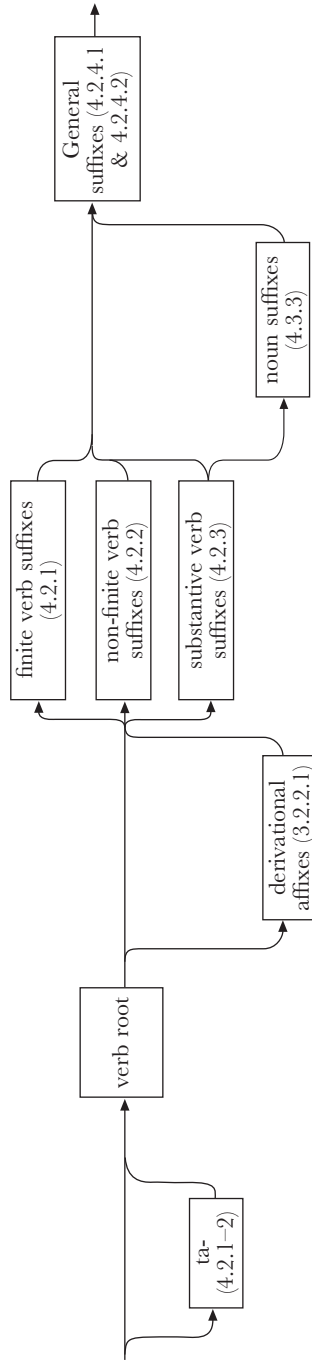 ta-
(4.2.1–2)
verb root
derivational
affixes (3.2.2.1)
finite verb suffixes
(4.2.1)
non-finite verb
suffixes (4.2.2)
substantive verb
suffixes (4.2.3)
noun suffixes
(4.3.3)
General
suffixes (4.2.4.1
& 4.2.4.2)